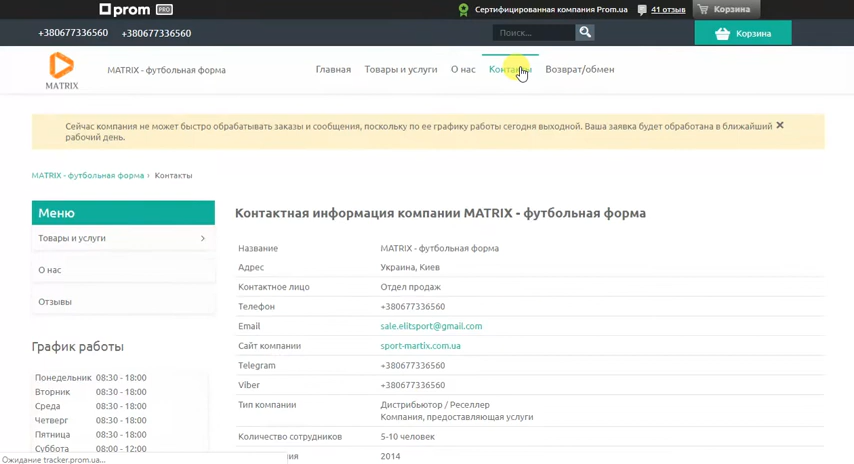 prom PRO Сертифицированная компания Prom.ua 41 отзыв Корзина
+380677336560 +380677336560 Поиск... Корзина
MATRIX
MATRIX - футбольная форма Главная Товары и услуги О нас Контакты Возврат/обмен
Сейчас компания не может быстро обрабатывать заказы и сообщения, поскольку по ее графику работы сегодня выходной. Ваша заявка будет обработана в ближайший
рабочий день.
MATRIX - футбольная форма › Контакты
Меню
Товары и услуги
О нас
Отзывы
График работы
Понедельник 08:30 - 18:00
Вторник 08:30 - 18:00
Среда 08:30 - 18:00
Четверг 08:30 - 18:00
Пятница 08:30 - 18:00
Суббота 08:00 - 12:00
Контактная информация компании MATRIX - футбольная форма
Название MATRIX - футбольная форма
Адрес Украина, Киев
Контактное лицо Отдел продаж
Телефон +380677336560
Email sale.elitsport@gmail.com
Сайт компании sport-martix.com.ua
Telegram +380677336560
Viber +380677336560
Тип компании Дистрибьютор / Реселлер
Компания, предоставляющая услуги
Количество сотрудников 5-10 человек
2014
Ожидание tracker.prom.ua...